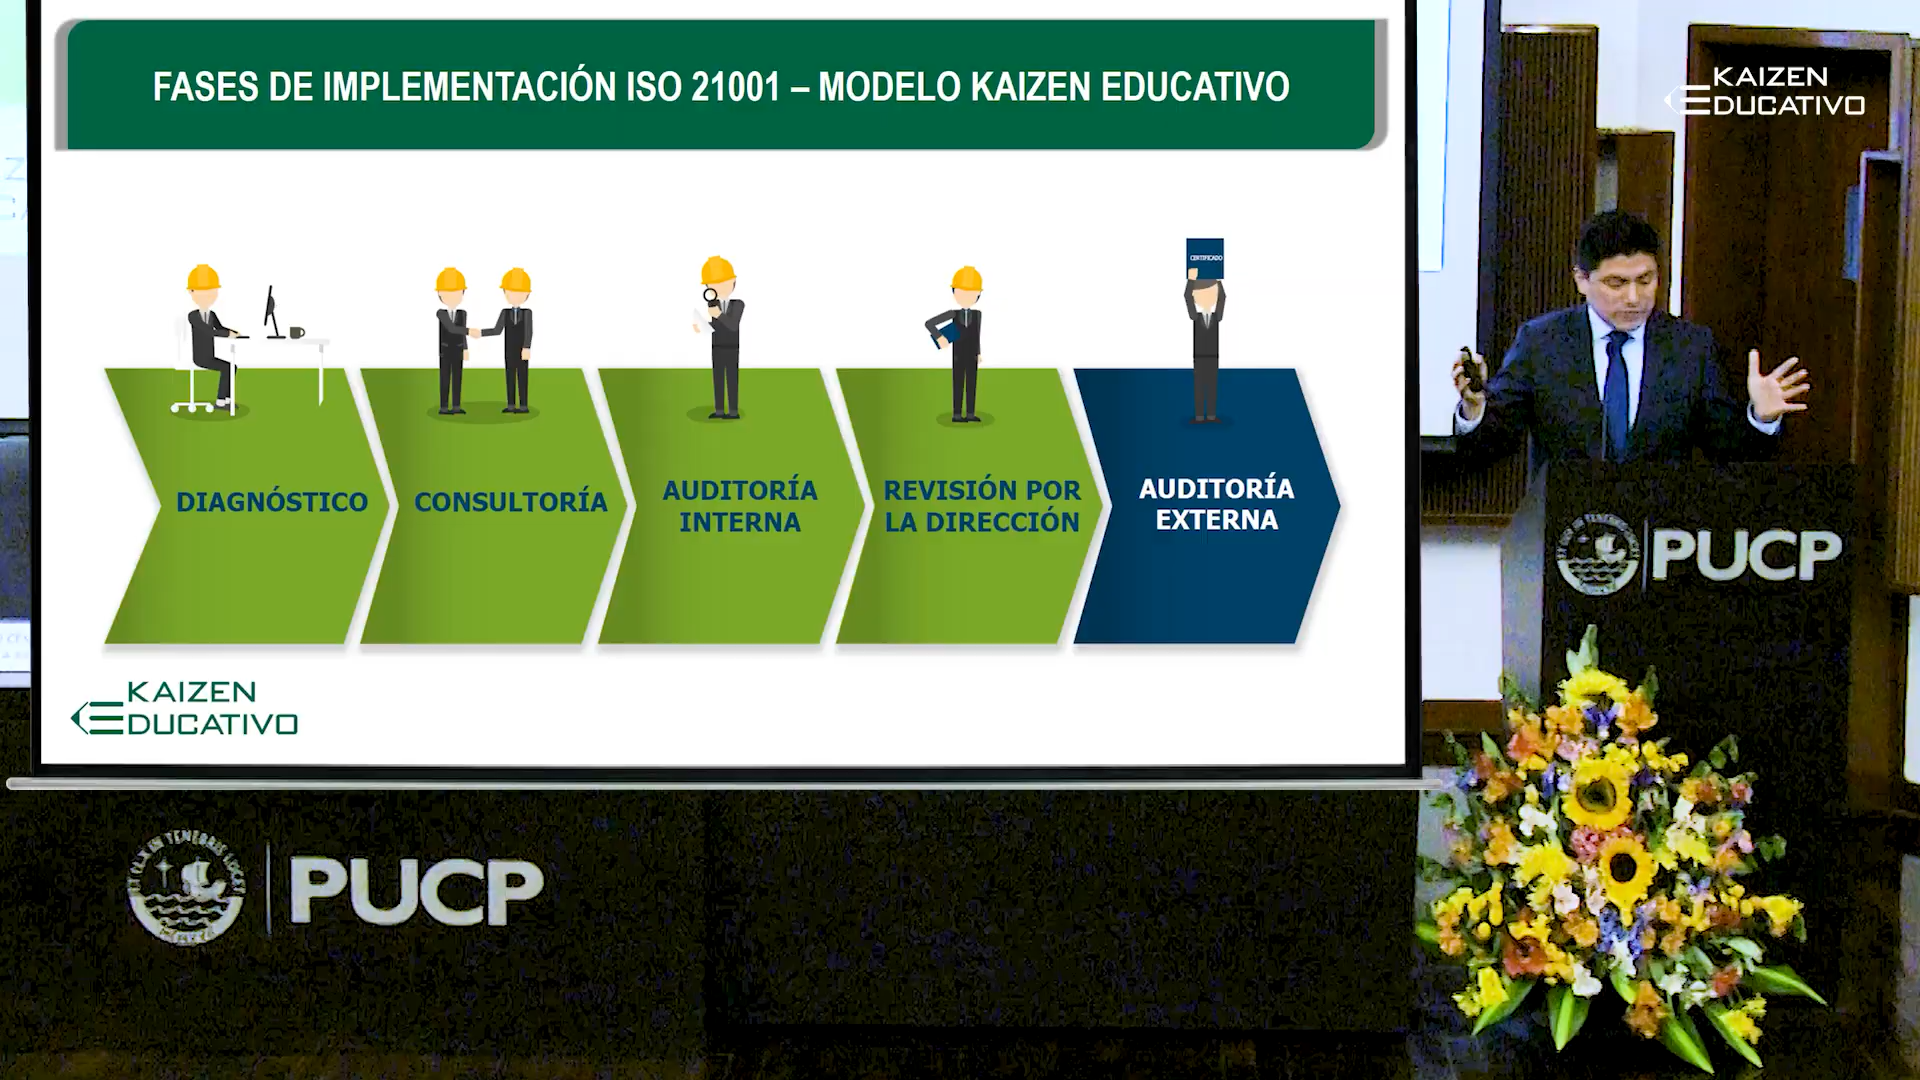 FASES DE IMPLEMENTACIÓN ISO 21001 – MODELO KAIZEN EDUCATIVO
KAIZEN
EDUCATIVO
CERTIFICADO
DIAGNÓSTICO
CONSULTORÍA
AUDITORÍA
INTERNA
REVISIÓN POR
LA DIRECCIÓN
AUDITORÍA
EXTERNA
PUCP
KAIZEN
EDUCATIVO
PUCP